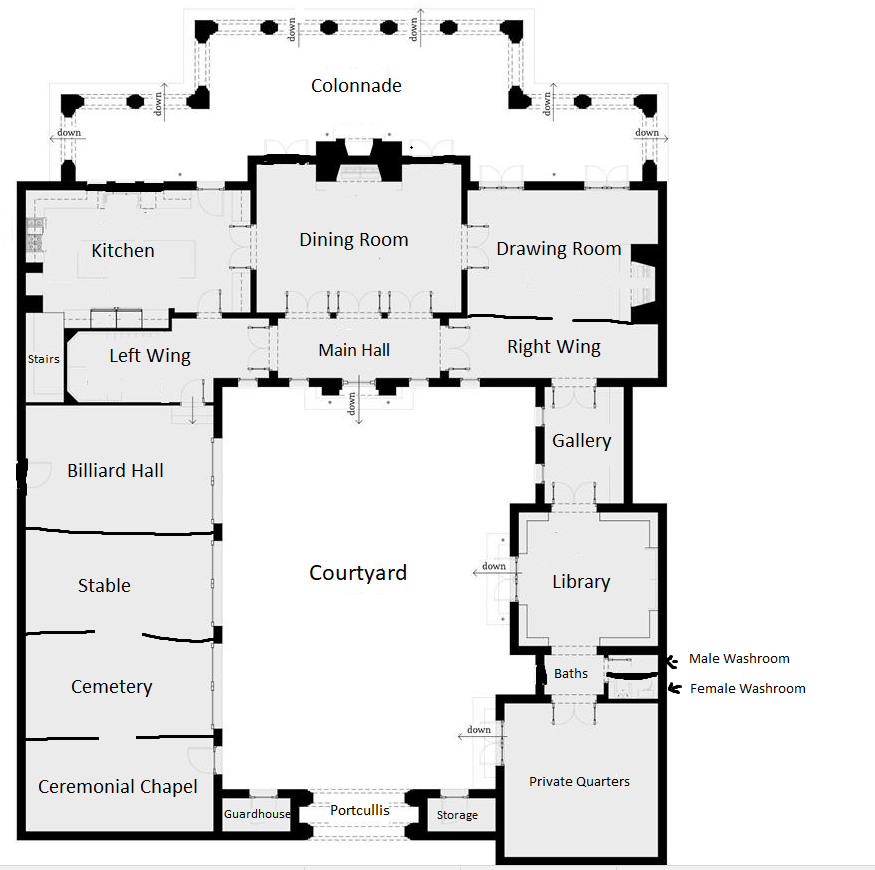 down
down
Colonnade
down
down
down
down
Kitchen
Dining Room
Drawing Room
Stairs
Left Wing
Main Hall
Right Wing
down
Billiard Hall
Gallery
Courtyard
down
Library
Stable
Male Washroom
Baths
Female Washroom
Cemetery
down
Private Quarters
Ceremonial Chapel
Guardhouse
Portcullis
Storage